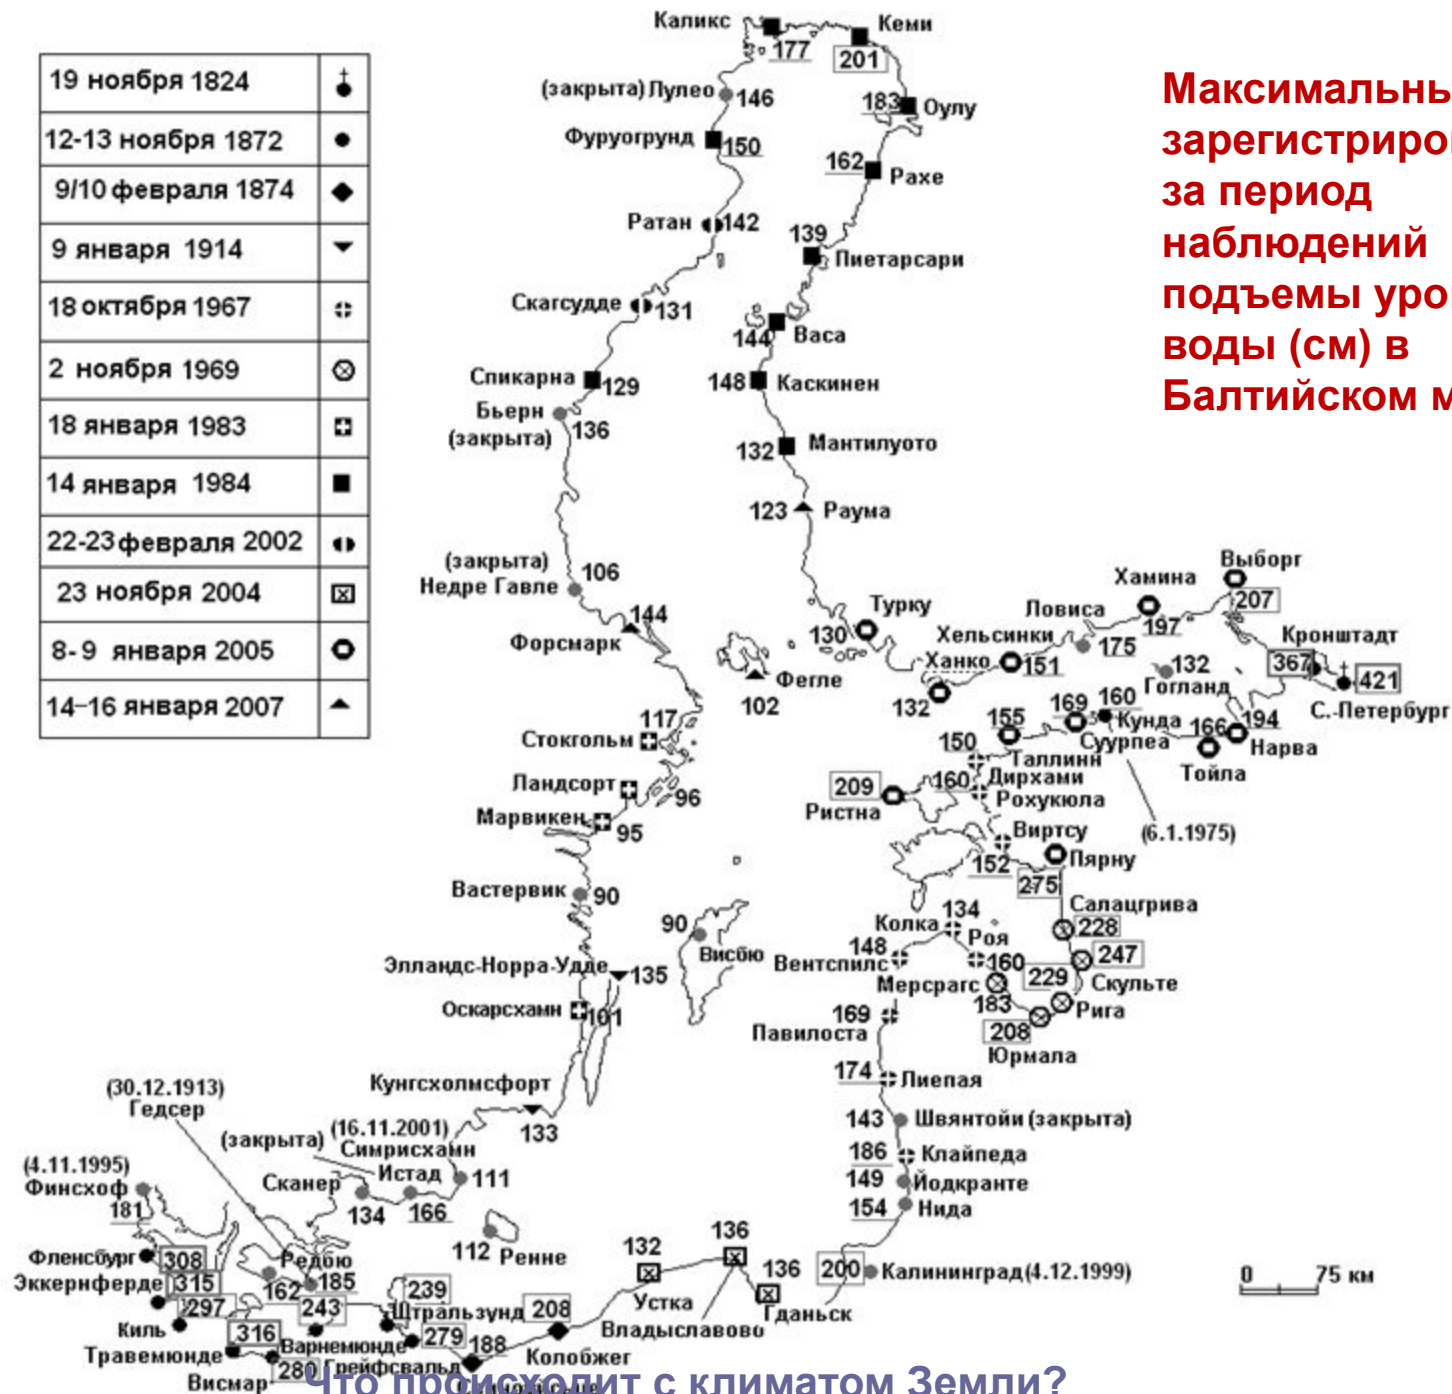 19 ноября 1824
12-13 ноября 1872
9/10 февраля 1874
9 января 1914
18 октября 1967
2 ноября 1969
18 января 1983
14 января 1984
22-23 февраля 2002
23 ноября 2004
8-9 января 2005
14-16 января 2007
за период
наблюдений
подъемы
воды (см) в
Балтийском
Каликс
177
Кеми
201
(закрыта) Лулео
146
183
Оулу
Фуруогрунд
150
162
Рахе
Ратан
142
139
Пиетарсари
Скагсудде
131
144
Васа
Спикарна
129
148
Каскинен
Бьерн
(закрыта)
136
132
Мантилуото
123
Раума
(закрыта)
Недре Гавле
106
Форсмарк
144
Турку
130
Фегле
102
Ханко
132
Хельсинки
151
Ловиса
175
Хамина
197
Выборг
207
Кронштадт
367
421
С.-Петербург
132
Гогланд
194
Нарва
166
Тойла
160
Кунда
(6.1.1975)
169
Суурпеа
155
Таллинн
150
Дирхами
160
Рохукюла
209
Ристна
Виртсу
152
Пярну
275
Салацгрива
228
247
Скульте
229
Рига
208
Юрмала
Мерсрагс
183
Роя
160
Колка
134
148
Вентспилс
169
Павилоста
174
Лиепая
143
Швянтойи (закрыта)
186
Клайпеда
149
Йодкранте
154
Нида
200
Калининград (4.12.1999)
117
Стокгольм
Ландсорт
96
Марвикен
95
Вастервик
90
90
Висбю
Элландс-Норра-Удде
135
Оскарсхамн
101
Кунгсхолмсфорт
133
(30.12.1913)
Гедсер
(закрыта)
(16.11.2001)
Симрисхамн
111
Истад
166
Сканер
134
(4.11.1995)
Финсхоф
181
112
Ренне
Фленсбург
308
Эккернферде
315
297
Киль
Травемюнде
316
Висмар
280
Редбю
162
185
243
Варнемюнде
239
Штральзунд
279
Грейфсвальд
188
208
Колобжег
132
Устка
136
Владыславово
136
Гданьск
0 75 км
Что происходит с климатом Земли?